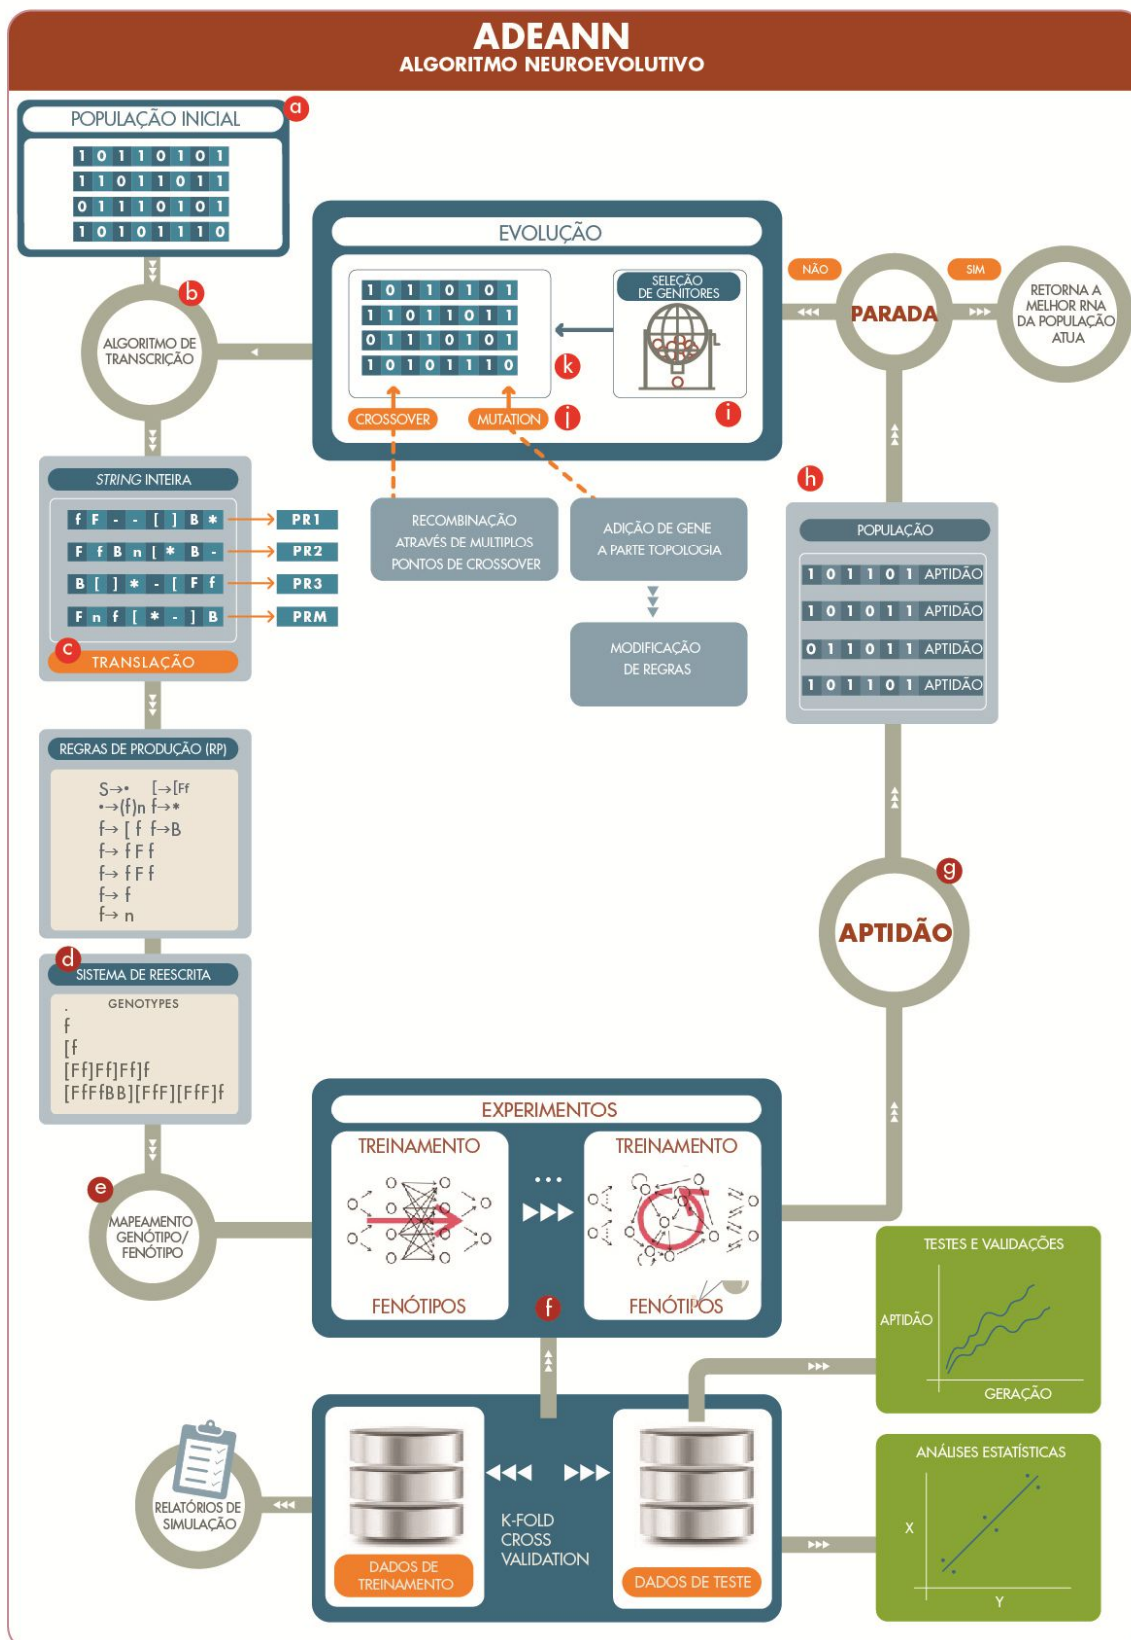 ADEANN
ALGORITMO NEUROEVOLUTIVO
a
POPULAÇÃO INICIAL
1 0 1 1 0 1 0 1
1 1 0 1 1 0 1 1
0 1 1 1 0 1 0 1
1 0 1 0 1 1 1 0
b
ALGORITMO DE
TRANSCRIÇÃO
EVOLUÇÃO
1 0 1 1 0 1 0 1
1 1 0 1 1 0 1 1
0 1 1 1 0 1 0 1
1 0 1 0 1 1 1 0
SELEÇÃO
DE GENITORES
k
CROSSOVER
MUTATION
j
i
NÃO
PARADA
SIM
RETORNA A
MELHOR RNA
DA POPULAÇÃO
ATUA
RECOMBINAÇÃO
ATRAVÉS DE MULTIPLOS
PONTOS DE CROSSOVER
ADIÇÃO DE GENE
A PARTE TOPOLOGIA
MODIFICAÇÃO
DE REGRAS
STRING INTEIRA
f F - - [ ] B * PR1
F f B n [ * B - PR2
B [ ] * - [ F f PR3
F n f [ * - ] B PRM
c
TRANSLAÇÃO
h
POPULAÇÃO
1 0 1 1 0 1 APTIDÃO
1 0 1 0 1 1 APTIDÃO
0 1 1 0 1 1 APTIDÃO
1 0 1 1 0 1 APTIDÃO
REGRAS DE PRODUÇÃO (RP)
S→• [→[Ff
•→(f)n f→*
f→ [ f f→B
f→ f F f
f→ f F f
f→ f
f→ n
g
APTIDÃO
d
SISTEMA DE REESCRITA
GENOTYPES
.
f
[f
[Ff]Ff]Ff]f
[FfFfBB][FfF][FfF]f
e
MAPEAMENTO
GENÓTIPO/
FENÓTIPO
EXPERIMENTOS
TREINAMENTO
FENÓTIPOS
...
f
TREINAMENTO
FENÓTIPOS
TESTES E VALIDAÇÕES
APTIDÃO
GERAÇÃO
RELATÓRIOS DE
SIMULAÇÃO
DADOS DE
TREINAMENTO
K-FOLD
CROSS
VALIDATION
DADOS DE TESTE
ANÁLISES ESTATÍSTICAS
X
Y